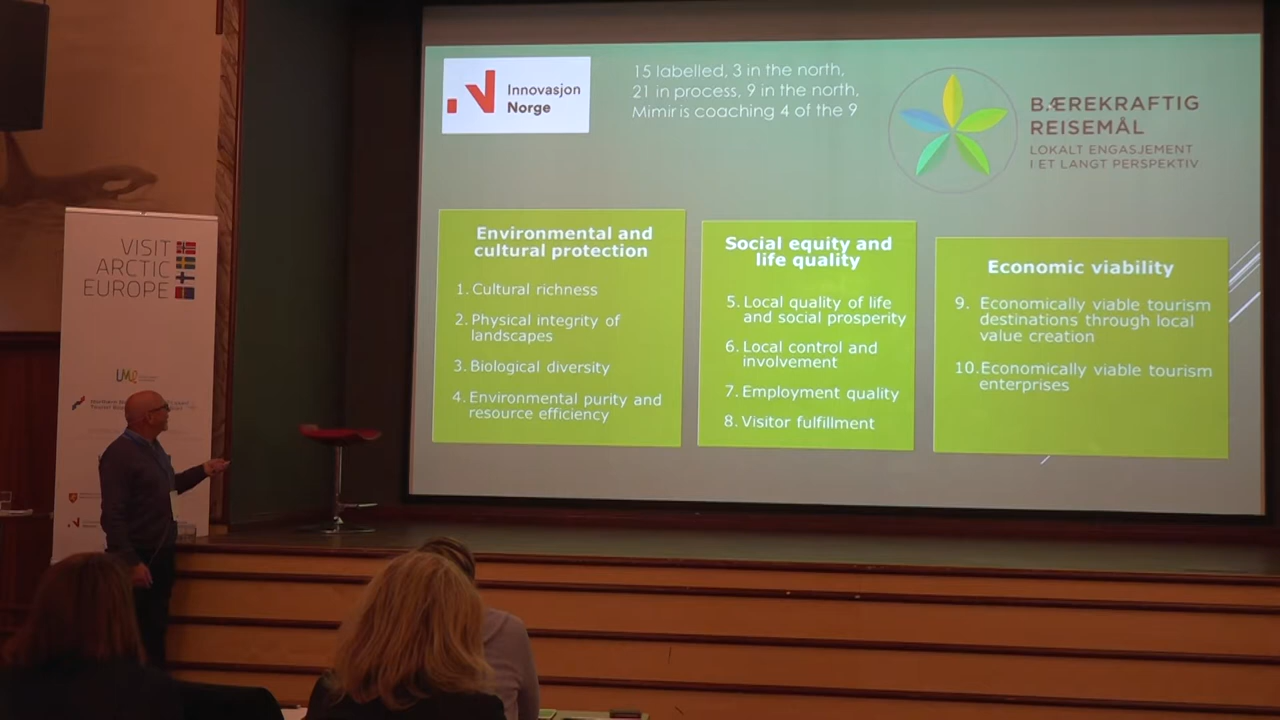 Innovasjon
Norge
15 labelled, 3 in the north,
21 in process, 9 in the north,
Mimir is coaching 4 of the 9
BÆREKRAFTIG
REISEMÅL
LOKALT ENGASJEMENT
I ET LANGT PERSPEKTIV
Environmental and
cultural protection
1. Cultural richness
2. Physical integrity of
landscapes
3. Biological diversity
4. Environmental purity and
resource efficiency
Social equity and
life quality
5. Local quality of life
and social prosperity
6. Local control and
involvement
7. Employment quality
8. Visitor fulfillment
Economic viability
9. Economically viable tourism
destinations through local
value creation
10. Economically viable tourism
enterprises
VISIT
ARCTIC
EUROPE